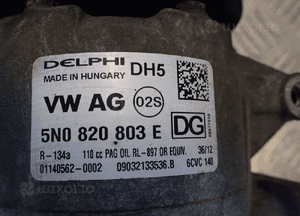 DELPHI
MADE IN HUNGARY DH5
VW AG 02S
5N0 820 803 E DG
R-134a 110 cc PAG OIL RL-897 OR EQUIV. 36/12
01140562-0002 09032133536.B 6CVC 140